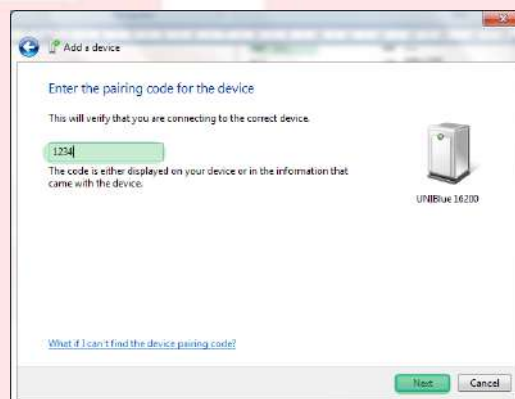 Add a device
Enter the pairing code for the device
This will verify that you are connecting to the correct device.
1234
The code is either displayed on your device or in the information that
came with the device.
UNIBlue 16200
What if I can't find the device pairing code?
Next
Cancel